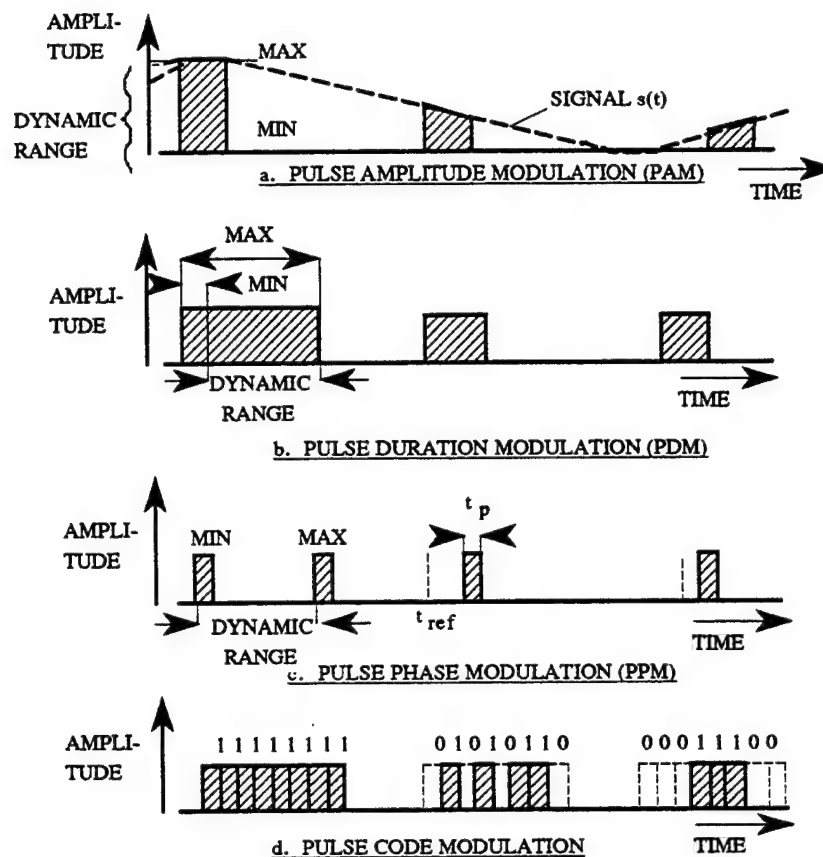 AMPLI-
TUDE
MAX
DYNAMIC
RANGE
MIN
SIGNAL s(t)
a. PULSE AMPLITUDE MODULATION (PAM)
TIME
MAX
MIN
AMPLI-
TUDE
DYNAMIC
RANGE
TIME
b. PULSE DURATION MODULATION (PDM)
AMPLI-
TUDE
MIN
MAX
t p
t ref
DYNAMIC
RANGE
TIME
c. PULSE PHASE MODULATION (PPM)
AMPLI-
TUDE
1 1 1 1 1 1 1 1
0 1 0 1 0 1 1 0
0 0 0 1 1 1 0 0
d. PULSE CODE MODULATION
TIME